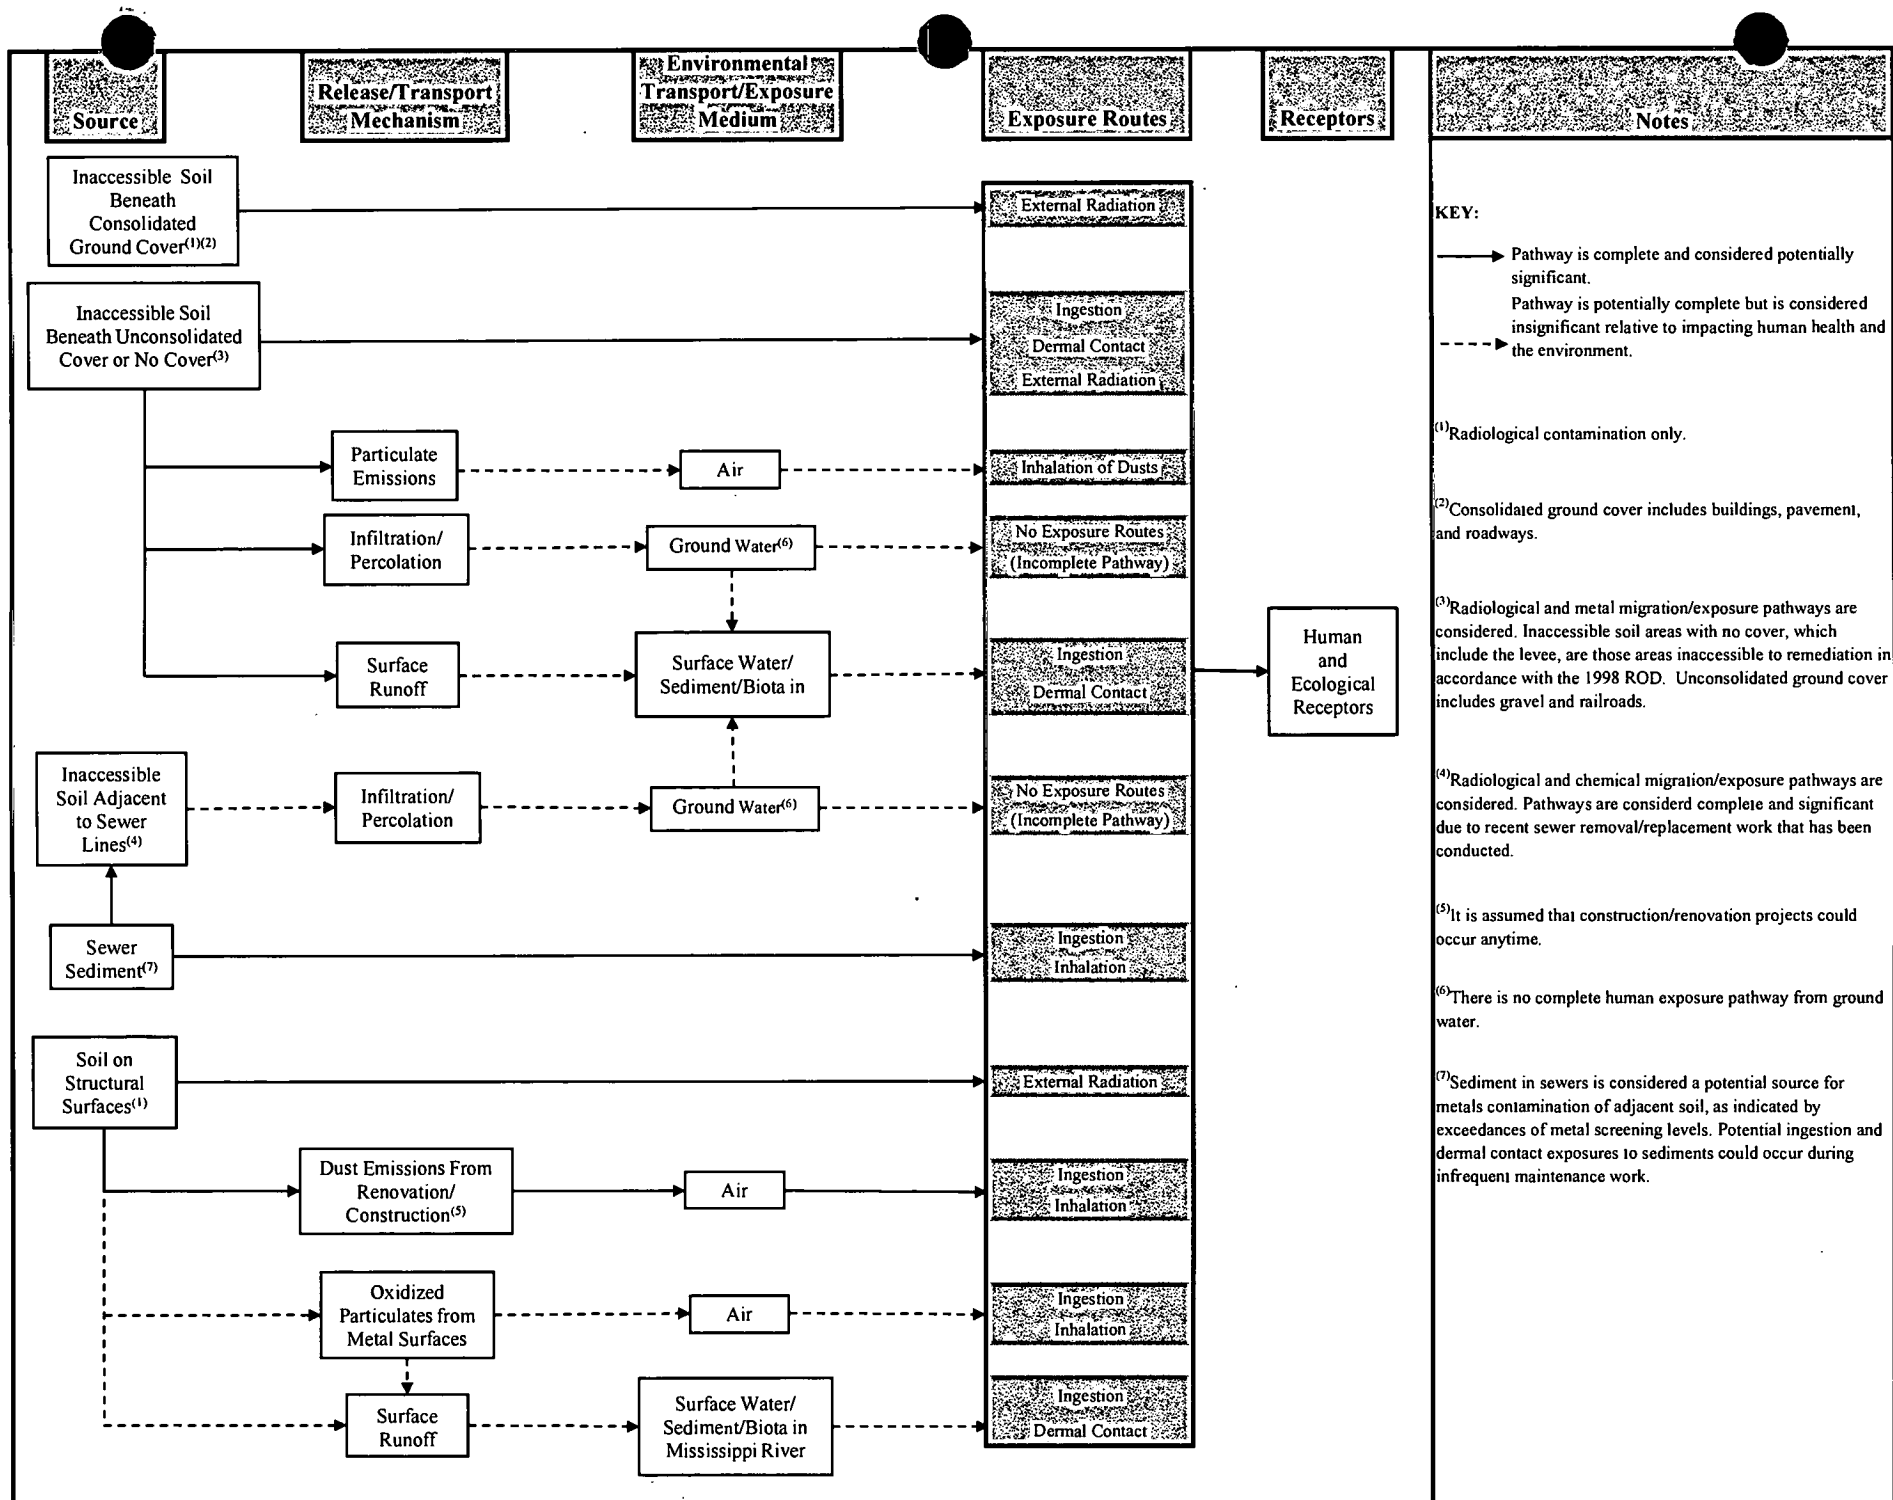 Source
Release/Transport
Mechanism
Environmental
Transport/Exposure
Medium
Exposure Routes
Receptors
Notes
Inaccessible Soil
Beneath
Consolidated
Ground Cover(1)(2)
External Radiation
Inaccessible Soil
Beneath Unconsolidated
Cover or No Cover(3)
Ingestion
Dermal Contact
External Radiation
Particulate
Emissions
Air
Inhalation of Dusts
Infiltration/
Percolation
Ground Water(6)
No Exposure Routes
(Incomplete Pathway)
Surface
Runoff
Surface Water/
Sediment/Biota in
Ingestion
Dermal Contact
Human
and
Ecological
Receptors
Inaccessible
Soil Adjacent
to Sewer
Lines(4)
Infiltration/
Percolation
Ground Water(6)
No Exposure Routes
(Incomplete Pathway)
Sewer
Sediment(7)
Ingestion
Inhalation
Soil on
Structural
Surfaces(1)
External Radiation
Dust Emissions From
Renovation/
Construction(5)
Air
Ingestion
Inhalation
Oxidized
Particulates from
Metal Surfaces
Air
Ingestion
Inhalation
Surface
Runoff
Surface Water/
Sediment/Biota in
Mississippi River
Ingestion
Dermal Contact
KEY:
Pathway is complete and considered potentially
significant.
Pathway is potentially complete but is considered
insignificant relative to impacting human health and
the environment.
(1)Radiological contamination only.
(2)Consolidated ground cover includes buildings, pavement,
and roadways.
(3)Radiological and metal migration/exposure pathways are
considered. Inaccessible soil areas with no cover, which
include the levee, are those areas inaccessible to remediation in
accordance with the 1998 ROD. Unconsolidated ground cover
includes gravel and railroads.
(4)Radiological and chemical migration/exposure pathways are
considered. Pathways are considerd complete and significant
due to recent sewer removal/replacement work that has been
conducted.
(5)It is assumed that construction/renovation projects could
occur anytime.
(6)There is no complete human exposure pathway from ground
water.
(7)Sediment in sewers is considered a potential source for
metals contamination of adjacent soil, as indicated by
exceedances of metal screening levels. Potential ingestion and
dermal contact exposures to sediments could occur during
infrequent maintenance work.